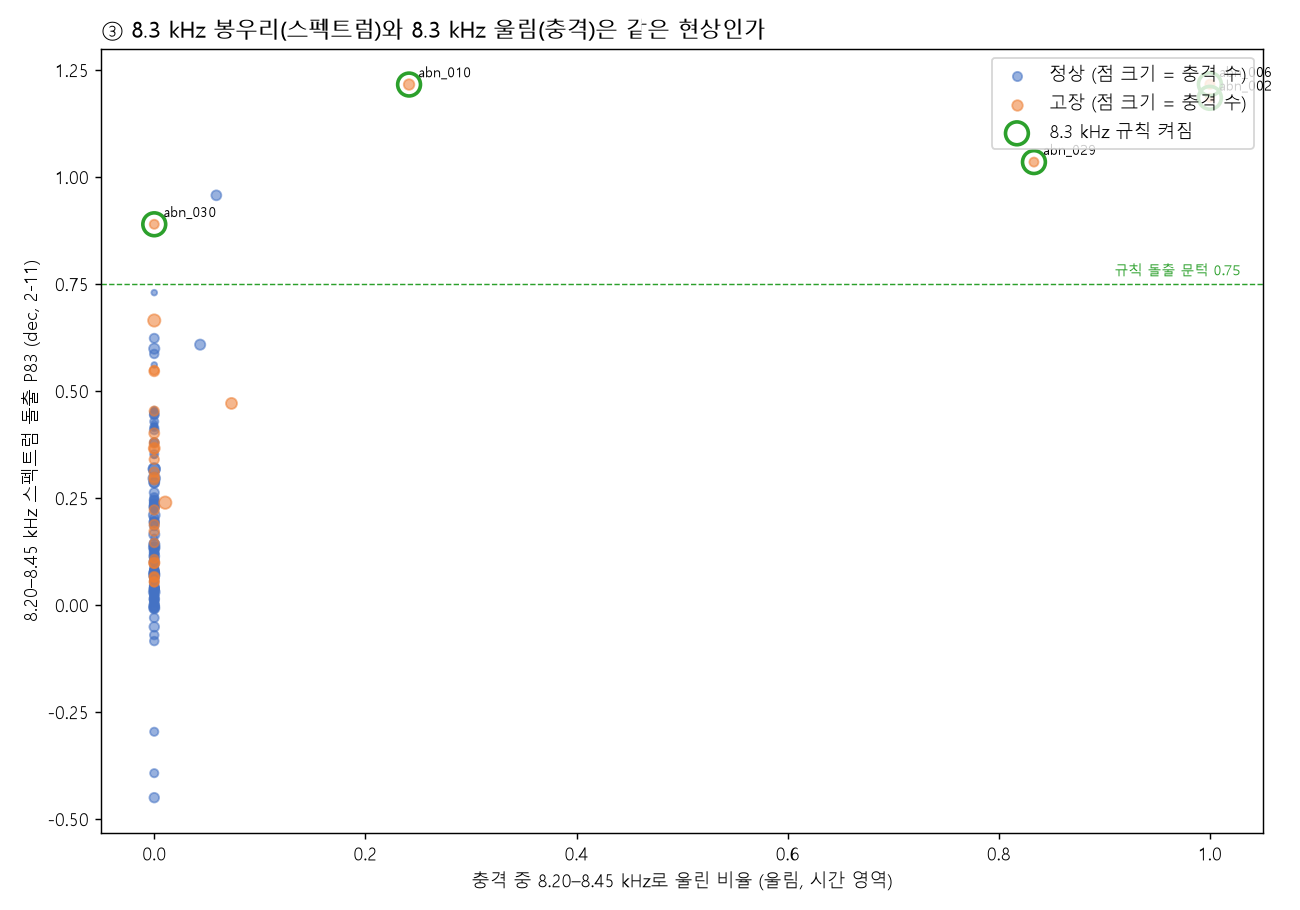 ③ 8.3 kHz 봉우리(스펙트럼)와 8.3 kHz 울림(충격)은 같은 현상인가
1.25
1.00
0.75
0.50
0.25
0.00
-0.25
-0.50
8.20–8.45 kHz 스펙트럼 돌출 P83 (dec, 2-11)
abn_010
abn_006
abn_002
정상 (점 크기 = 충격 수)
고장 (점 크기 = 충격 수)
8.3 kHz 규칙 켜짐
abn_029
abn_030
규칙 돌출 문턱 0.75
0.0
0.2
0.4
0.6
0.8
1.0
충격 중 8.20–8.45 kHz로 울린 비율 (울림, 시간 영역)